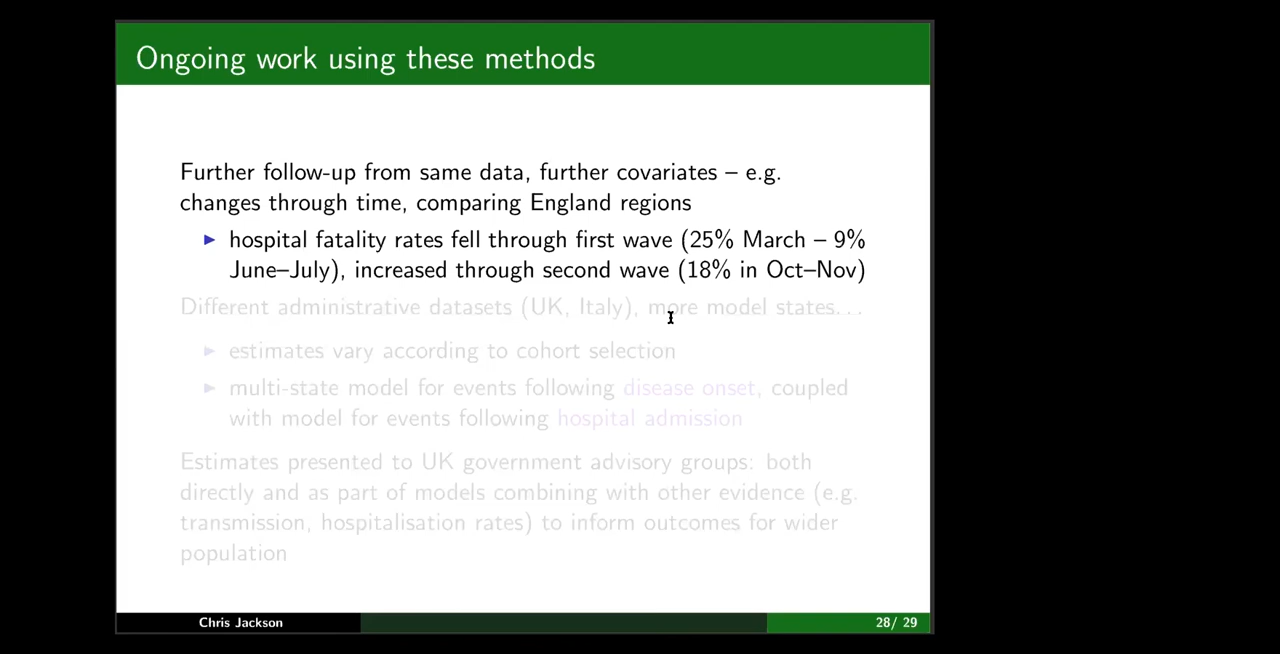 Ongoing work using these methods
Further follow-up from same data, further covariates – e.g.
changes through time, comparing England regions
hospital fatality rates fell through first wave (25% March – 9%
June–July), increased through second wave (18% in Oct–Nov)
Different administrative datasets (UK, Italy), more model states...
estimates vary according to cohort selection
multi-state model for events following disease onset, coupled
with model for events following hospital admission
Estimates presented to UK government advisory groups: both
directly and as part of models combining with other evidence (e.g.
transmission, hospitalisation rates) to inform outcomes for wider
population
Chris Jackson
28/ 29